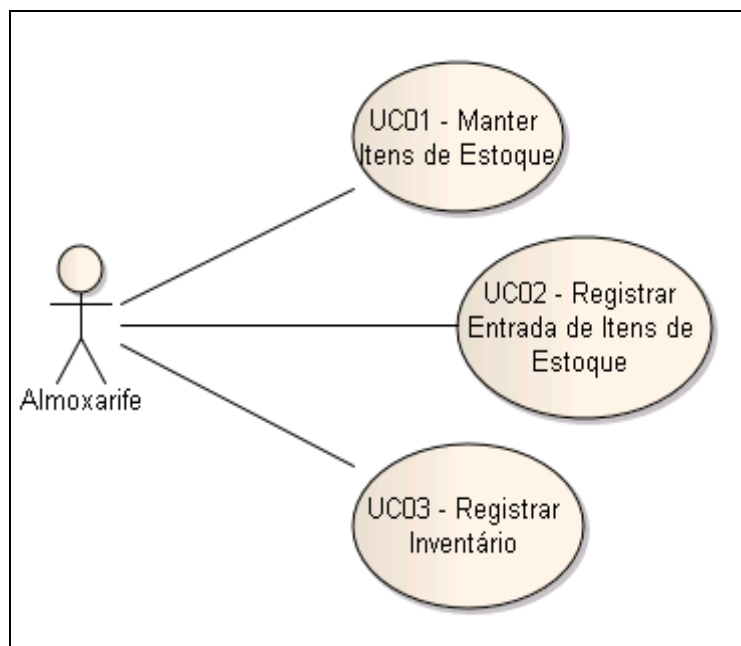 UC01 - Manter
Itens de Estoque
UC02 - Registrar
Entrada de Itens de
Estoque
Almoxarife
UC03 - Registrar
Inventário